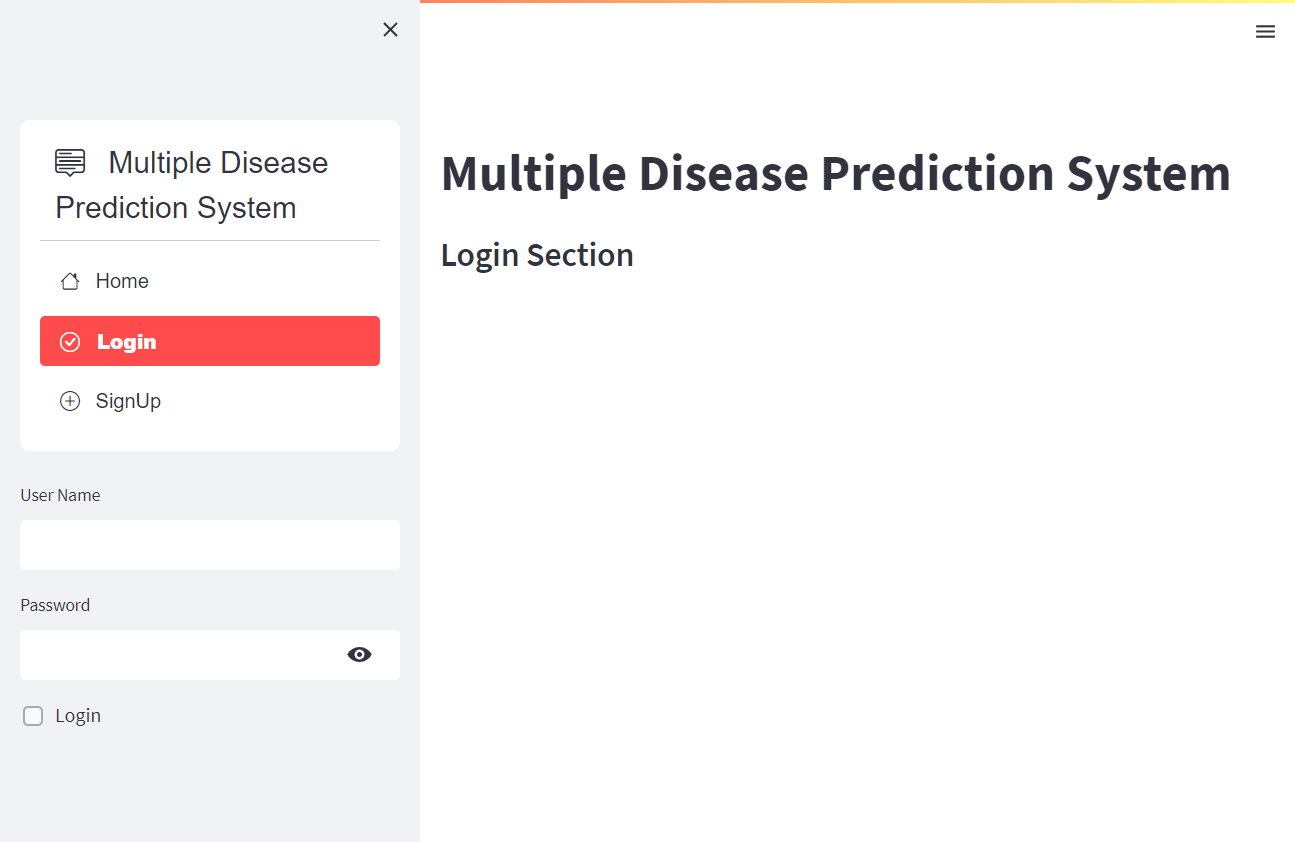 Multiple Disease
Prediction System
Home
Login
SignUp
User Name
Password
Login
Multiple Disease Prediction System
Login Section